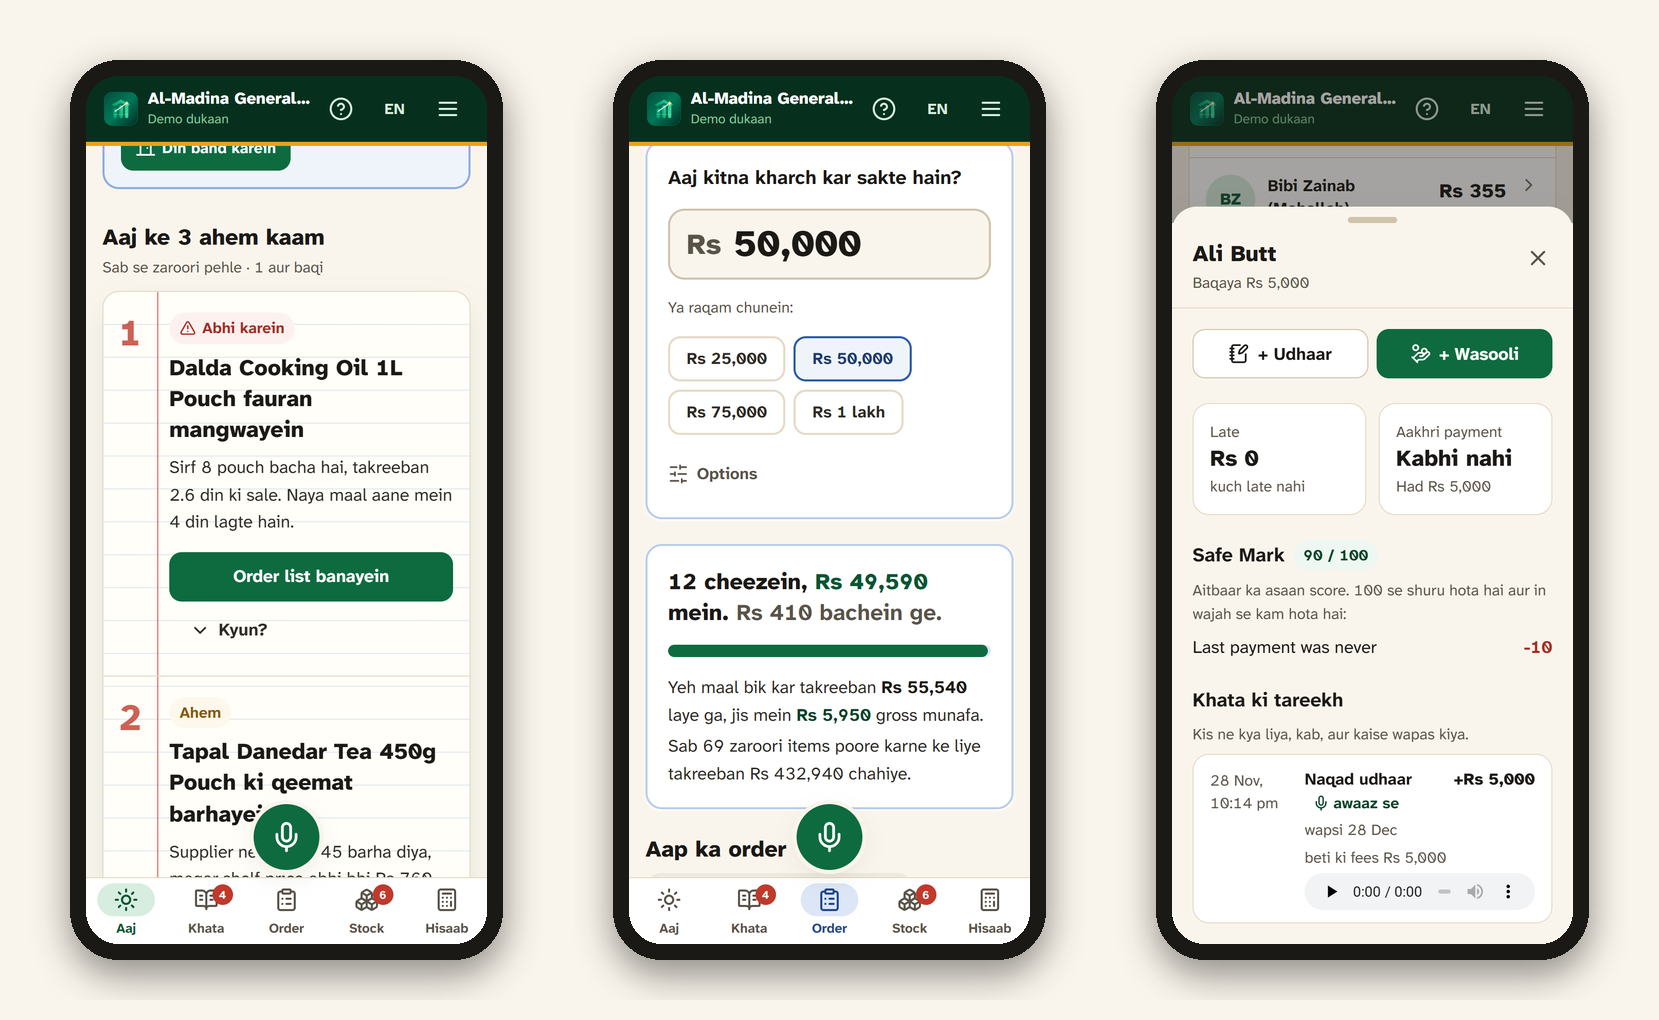 Al-Madina General...
Demo dukaan
EN
Din band karein
Aaj ke 3 ahem kaam
Sab se zaroori pehle · 1 aur baqi
1
Abhi karein
Dalda Cooking Oil 1L
Pouch fauran
mangwayein
Sirf 8 pouch bacha hai, takreeban
2.6 din ki sale. Naya maal aane mein
4 din lagte hain.
Order list banayein
Kyun?
2
Ahem
Tapal Danedar Tea 450g
Pouch ki qeemat
Supplier 45 barha diya,
4
6
Aaj
Khata
Order
Stock
Hisaab
Al-Madina General...
Demo dukaan
EN
Aaj kitna kharch kar sakte hain?
Rs 50,000
Ya raqam chunein:
Rs 25,000
Rs 50,000
Rs 75,000
Rs 1 lakh
Options
12 cheezein, Rs 49,590
mein. Rs 410 bachein ge.
Yeh maal bik kar takreeban Rs 55,540
laye ga, jis mein Rs 5,950 gross munafa.
Sab 69 zaroori items poore karne ke liye
takreeban Rs 432,940 chahiye.
Aap ka order
4
6
Aaj
Khata
Order
Stock
Hisaab
Al-Madina General...
Demo dukaan
EN
BZ
Bibi Zainab
Rs 355
Ali Butt
Baqaya Rs 5,000
+ Udhaar
+ Wasooli
Late
Rs 0
kuch late nahi
Aakhri payment
Kabhi nahi
Had Rs 5,000
Safe Mark
90 / 100
Aitbaar ka asaan score. 100 se shuru hota hai aur in
wajah se kam hota hai:
Last payment was never
-10
Khata ki tareekh
Kis ne kya liya, kab, aur kaise wapas kiya.
28 Nov,
10:14 pm
Naqad udhaar
+Rs 5,000
awaaz se
wapsi 28 Dec
beti ki fees Rs 5,000
0:00 / 0:00